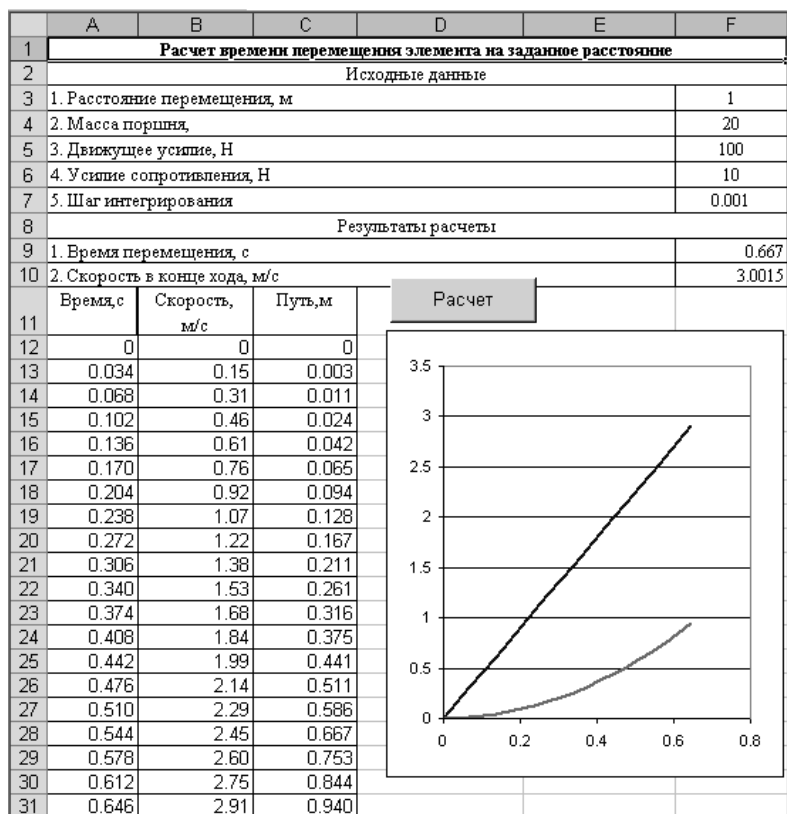 A B C D E F
1 Расчет времени перемещения элемента на заданное расстояние
2 Исходные данные
3 1. Расстояние перемещения, м 1
4 2. Масса поршня, 20
5 3. Движущее усилие, Н 100
6 4. Усилие сопротивления, Н 10
7 5. Шаг интегрирования 0.001
8 Результаты расчеты
9 1. Время перемещения, с 0.667
10 2. Скорость в конце хода, м/с 3.0015
Время,с Скорость, Путь,м Расчет
11 м/с
12 0 0 0
13 0.034 0.15 0.003
14 0.068 0.31 0.011
15 0.102 0.46 0.024
16 0.136 0.61 0.042
17 0.170 0.76 0.065
18 0.204 0.92 0.094
19 0.238 1.07 0.128
20 0.272 1.22 0.167
21 0.306 1.38 0.211
22 0.340 1.53 0.261
23 0.374 1.68 0.316
24 0.408 1.84 0.375
25 0.442 1.99 0.441
26 0.476 2.14 0.511
27 0.510 2.29 0.586
28 0.544 2.45 0.667
29 0.578 2.60 0.753
30 0.612 2.75 0.844
31 0.646 2.91 0.940
3.5
3
2.5
2
1.5
1
0.5
0
0 0.2 0.4 0.6 0.8